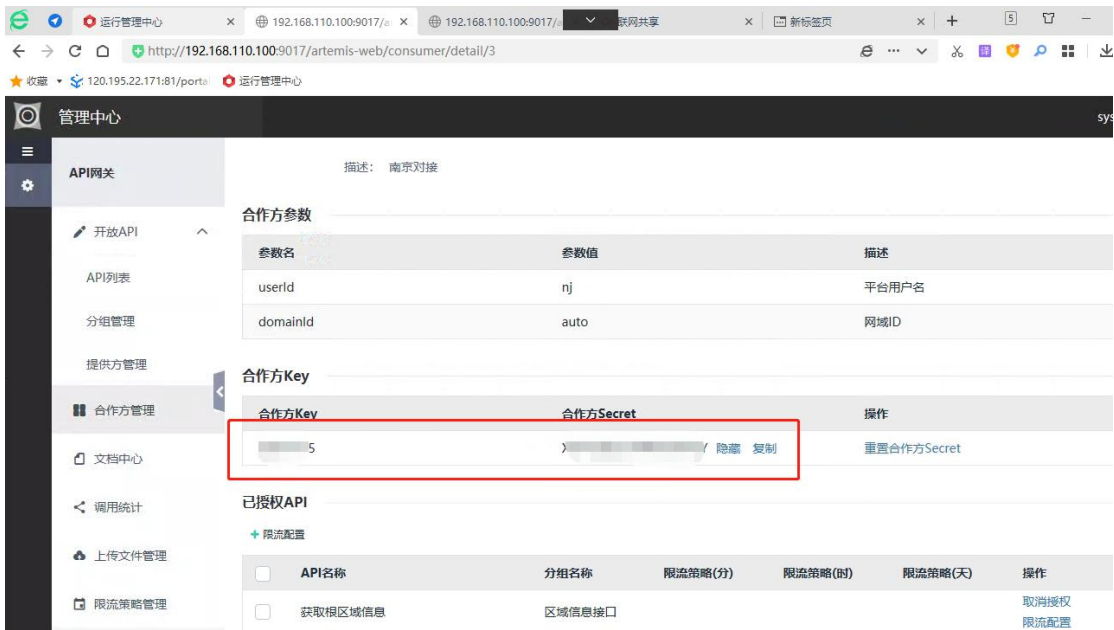 运行管理中心 192.168.110.100:9017/a 192.168.110.100:9017/a 联网共享 新标签页 5
http://192.168.110.100:9017/artemis-web/consumer/detail/3
收藏 120.195.22.171:81/porta 运行管理中心
管理中心 sys
API网关
描述: 南京对接
开放API
API列表
分组管理
提供方管理
合作方管理
文档中心
调用统计
上传文件管理
限流策略管理
合作方参数
参数名 参数值 描述
userId nj 平台用户名
domainId auto 网域ID
合作方Key
合作方Key 合作方Secret 操作
5 X Y 隐藏 复制 重置合作方Secret
已授权API
+ 限流配置
API名称 分组名称 限流策略(分) 限流策略(时) 限流策略(天) 操作
获取根区域信息 区域信息接口 取消授权
限流配置